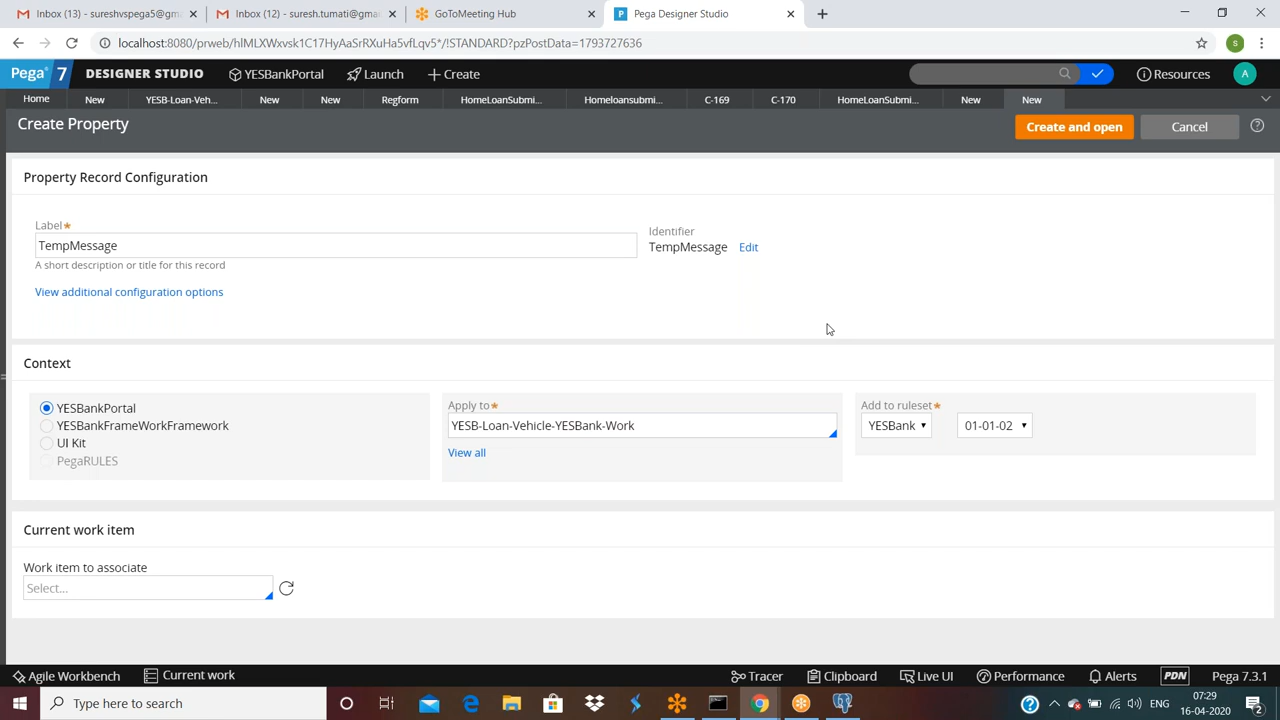 Inbox (13) - sureshvspega5@gm
Inbox (12) - suresh.tumati@gmai
GoToMeeting Hub
Pega Designer Studio
localhost:8080/prweb/hlMLXWxvsk1C17HyAaSrRXuHa5vfLqv5*/!STANDARD?pzPostData=1793727636
S
Pega 7 DESIGNER STUDIO YESBankPortal Launch Create Resources A
Home New YESB-Loan-Veh... New New Regform HomeLoanSubmi... Homeloansubmi... C-169 C-170 HomeLoanSubmi... New New
Create Property
Create and open Cancel
Property Record Configuration
Label*
TempMessage
A short description or title for this record
View additional configuration options
Identifier
TempMessage Edit
Context
YESBankPortal
YESBankFrameWorkFramework
UI Kit
PegaRULES
Apply to*
YESB-Loan-Vehicle-YESBank-Work
View all
Add to ruleset*
YESBank 01-01-02
Current work item
Work item to associate
Select...
Agile Workbench Current work Tracer Clipboard Live UI Performance Alerts PDN Pega 7.3.1
Type here to search
ENG
07:29
16-04-2020
2